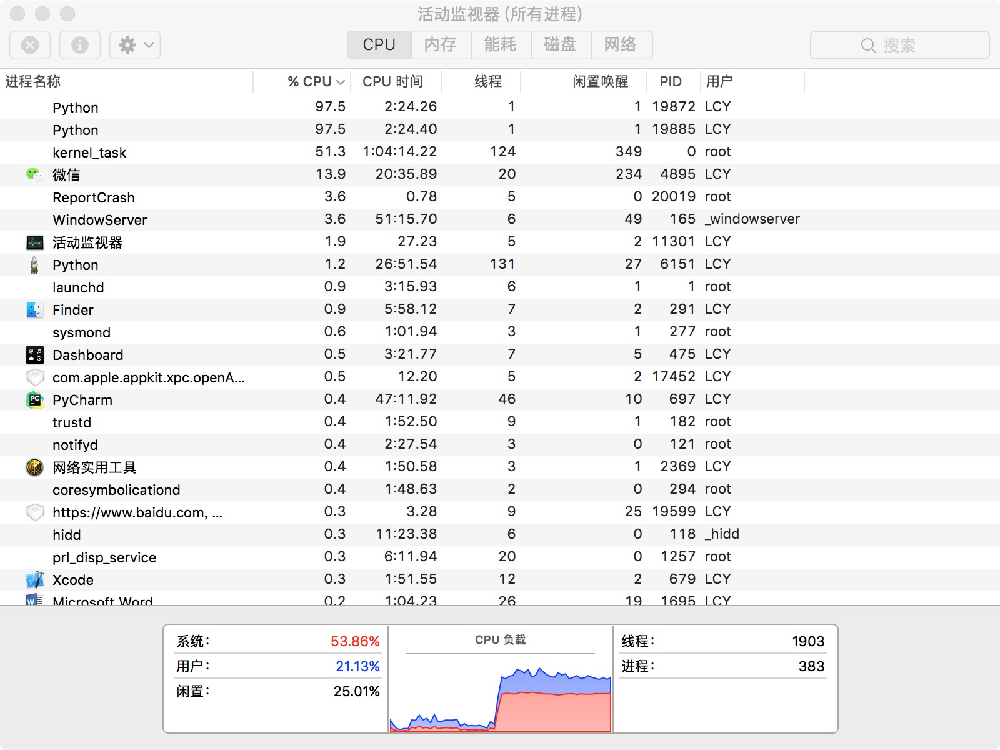 活动监视器 (所有进程)
CPU 内存 能耗 磁盘 网络 搜索
进程名称 % CPU CPU 时间 线程 闲置唤醒 PID 用户
Python 97.5 2:24.26 1 1 19872 LCY
Python 97.5 2:24.40 1 1 19885 LCY
kernel_task 51.3 1:04:14.22 124 349 0 root
微信 13.9 20:35.89 20 234 4895 LCY
ReportCrash 3.6 0.78 5 0 20019 root
WindowServer 3.6 51:15.70 6 49 165 _windowserver
活动监视器 1.9 27.23 5 2 11301 LCY
Python 1.2 26:51.54 131 27 6151 LCY
launchd 0.9 3:15.93 6 1 1 root
Finder 0.9 5:58.12 7 2 291 LCY
sysmond 0.6 1:01.94 3 1 277 root
Dashboard 0.5 3:21.77 7 5 475 LCY
com.apple.appkit.xpc.openA... 0.5 12.20 5 2 17452 LCY
PyCharm 0.4 47:11.92 46 10 697 LCY
trustd 0.4 1:52.50 9 1 182 root
notifyd 0.4 2:27.54 3 0 121 root
网络实用工具 0.4 1:50.58 3 1 2369 LCY
coresymbolicationd 0.4 1:48.63 2 0 294 root
https://www.baidu.com, ... 0.3 3.28 9 25 19599 LCY
hidd 0.3 11:23.38 6 0 118 _hidd
prl_disp_service 0.3 6:11.94 20 0 1257 root
Xcode 0.3 1:51.55 12 2 679 LCY
Microsoft Word 0.2 1:04.23 26 19 1695 LCY
系统: 53.86% CPU 负载 线程: 1903
用户: 21.13% 进程: 383
闲置: 25.01%